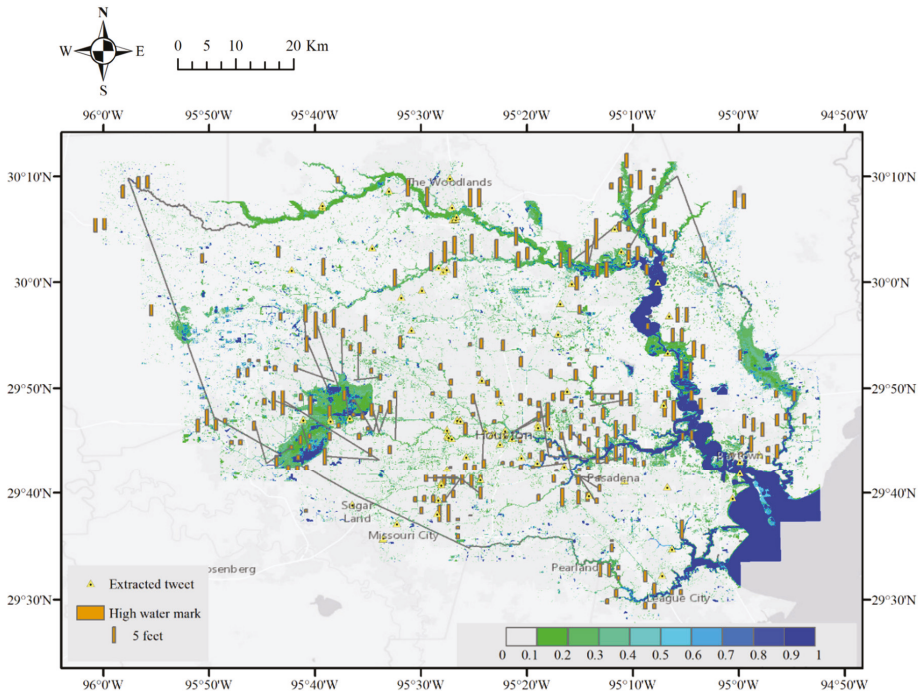 N
W E
S
0 5 10 20 Km
96°0′W 95°50′W 95°40′W 95°30′W 95°20′W 95°10′W 95°0′W 94°50′W
30°10′ 30°10′
The Woodlands
30°0′ 30°0′
29°50′ 29°50′
Houston
Baytown
Pasadena
29°40′ 29°40′
Sugar
Land
Missouri City
Pearland
osenberg
League City
29°30′ 29°30′
Extracted tweet
High water mark
5 feet
0 0.1 0.2 0.3 0.4 0.5 0.6 0.7 0.8 0.9 1
96°0′W 95°50′W 95°40′W 95°30′W 95°20′W 95°10′W 95°0′W 94°50′W